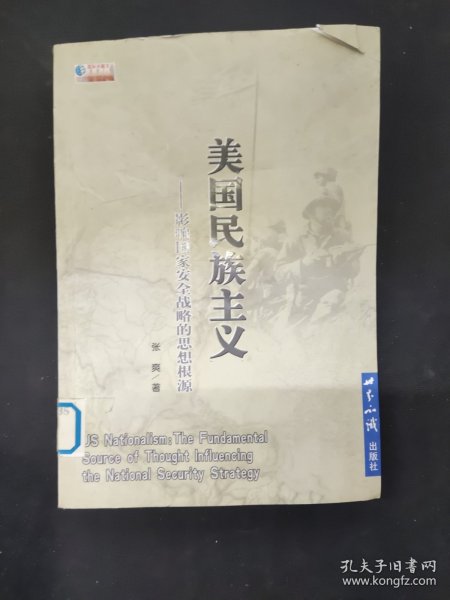 美国民族主义
——影响国家安全战略的思想根源
张爽/著
世界知识
出版社
US Nationalism:The Fundamental
Source of Thought Influencing
the National Security Strategy
孔夫子旧书网
www.kongfz.com